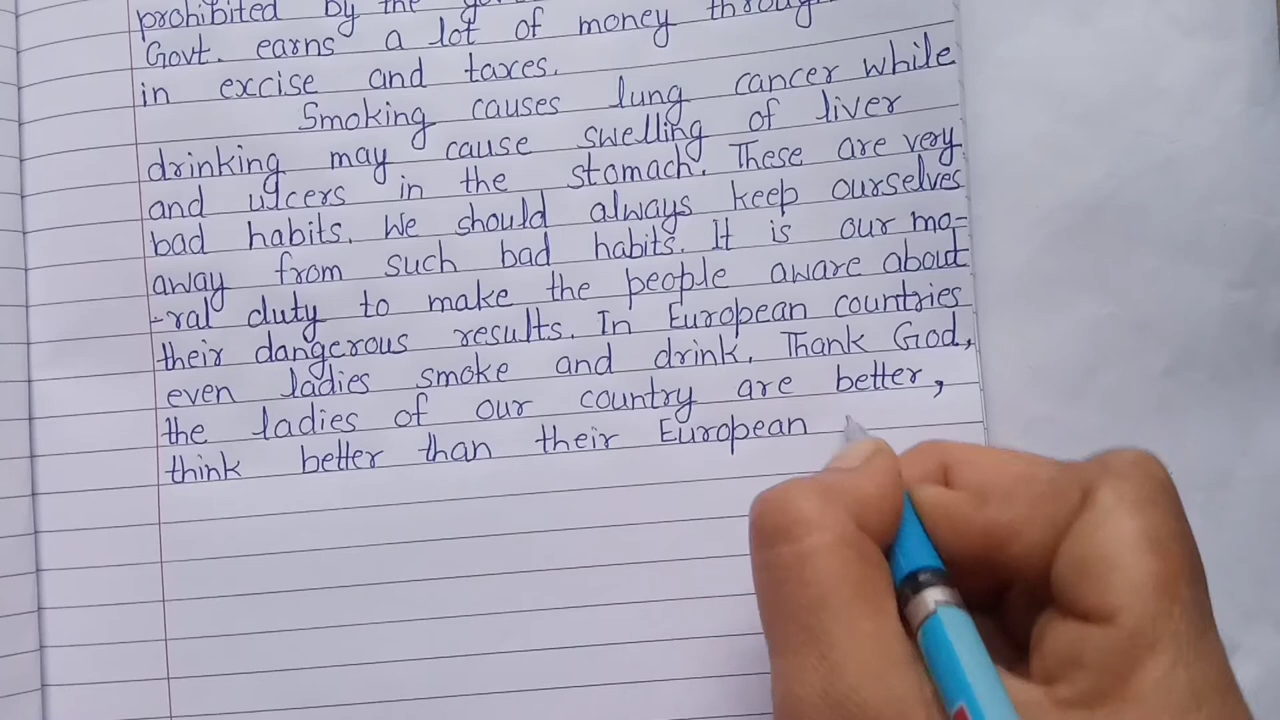 prohibited by the
Govt. earns a lot of money through
in excise and taxes.
Smoking causes lung cancer while
drinking may cause swelling of liver
and ulcers in the stomach. These are very
bad habits. We should always keep ourselves
away from such bad habits. It is our mo-
-ral duty to make the people aware about
their dangerous results. In European countries
even ladies smoke and drink. Thank God,
the ladies of our country are better,
think better than their European